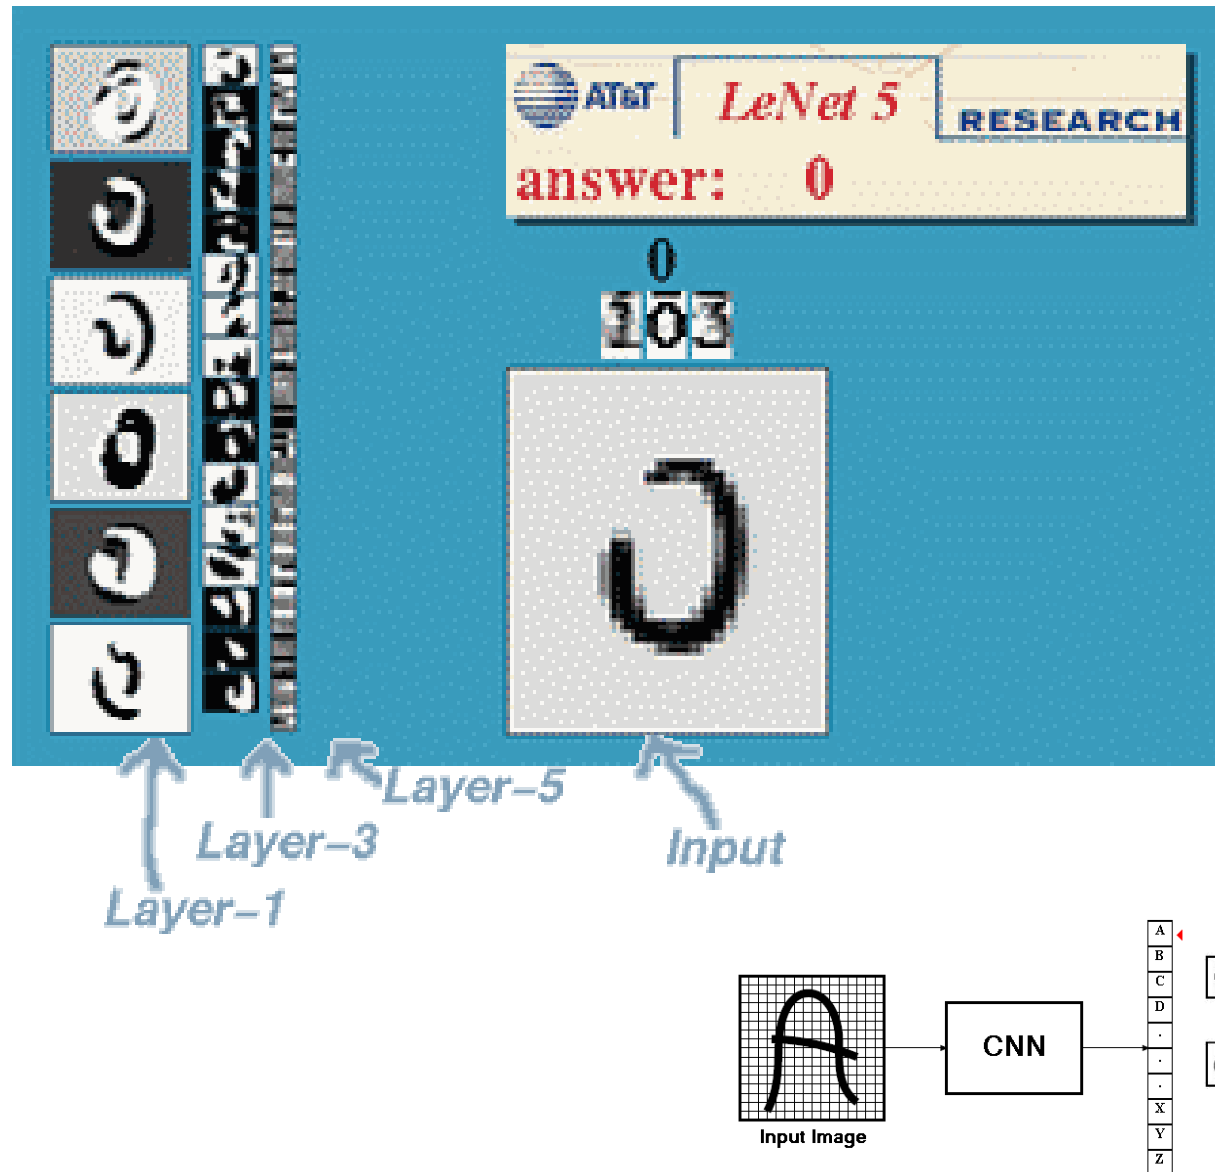 AT&T
LeNet 5
RESEARCH
answer: 0
0
103
Layer-5
Layer-3
Input
Layer-1
A
B
C
D
.
.
.
X
Y
Z
CNN
Input Image